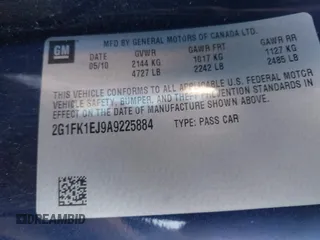 GM
MFD BY GENERAL MOTORS OF CANADA LTD.
DATE GVWR GAWR FRT GAWR RR
05/10 2144 KG 1017 KG 1127 KG
4727 LB 2242 LB 2485 LB
THIS VEHICLE CONFORMS TO ALL APPLICABLE U.S. FEDERAL MOTOR
VEHICLE SAFETY, BUMPER, AND THEFT PREVENTION STANDARDS IN EFFECT ON THE
DATE OF MANUFACTURE SHOWN ABOVE.
2G1FK1EJ9A9225884 TYPE: PASS CAR
AMERIBID